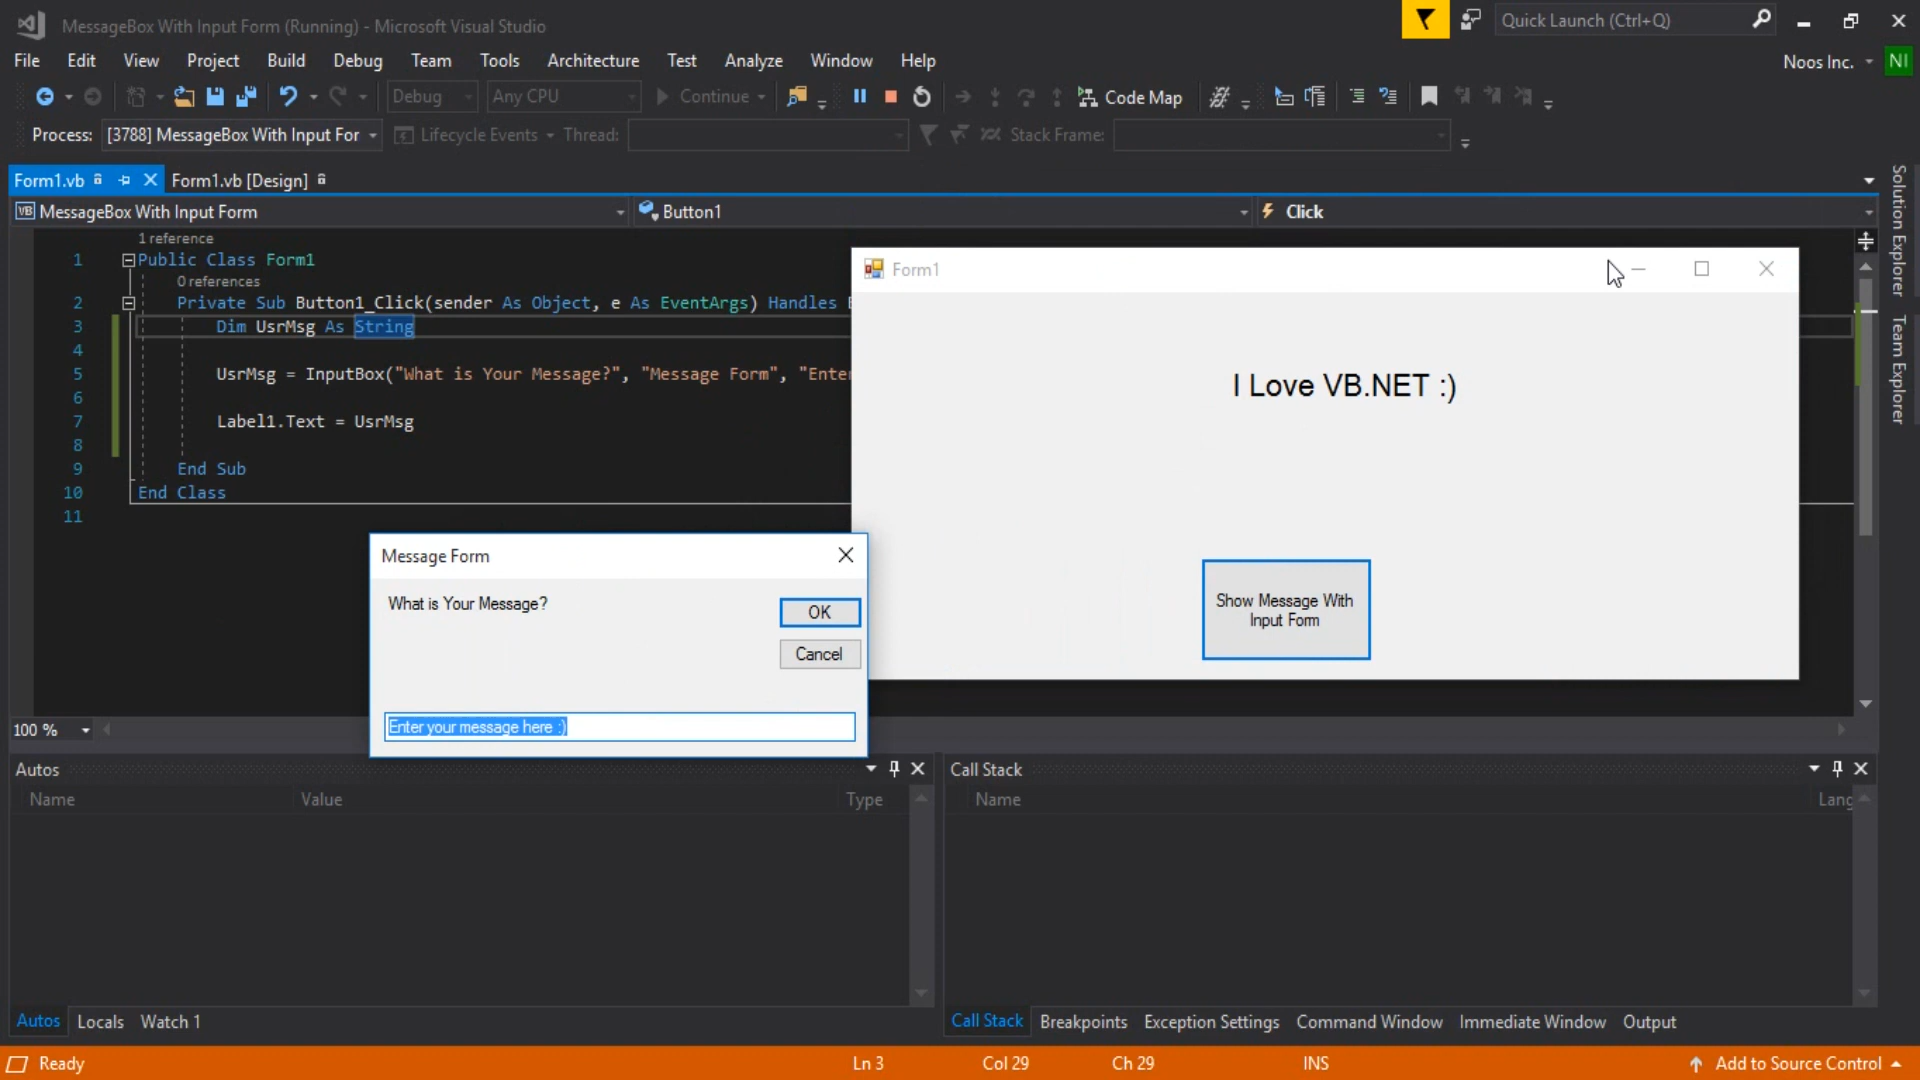 MessageBox With Input Form (Running) - Microsoft Visual Studio
Quick Launch (Ctrl+Q)
File Edit View Project Build Debug Team Tools Architecture Test Analyze Window Help
Noos Inc. NI
Debug Any CPU Continue Code Map
Process: [3788] MessageBox With Input For Lifecycle Events Thread: Stack Frame:
Form1.vb Form1.vb [Design]
VB MessageBox With Input Form Button1 Click
Solution Explorer
Team Explorer
1 reference
1 Public Class Form1
0 references
2 Private Sub Button1_Click(sender As Object, e As EventArgs) Handles
3 Dim UsrMsg As String
4
5 UsrMsg = InputBox("What is Your Message?", "Message Form", "Enter
6
7 Label1.Text = UsrMsg
8
9 End Sub
10 End Class
11
Form1
I Love VB.NET :)
Show Message With
Input Form
Message Form
What is Your Message?
OK
Cancel
Enter your message here :)
100 %
Autos
Name Value Type
Call Stack
Name Lang
Autos Locals Watch 1
Call Stack Breakpoints Exception Settings Command Window Immediate Window Output
Ready Ln 3 Col 29 Ch 29 INS Add to Source Control